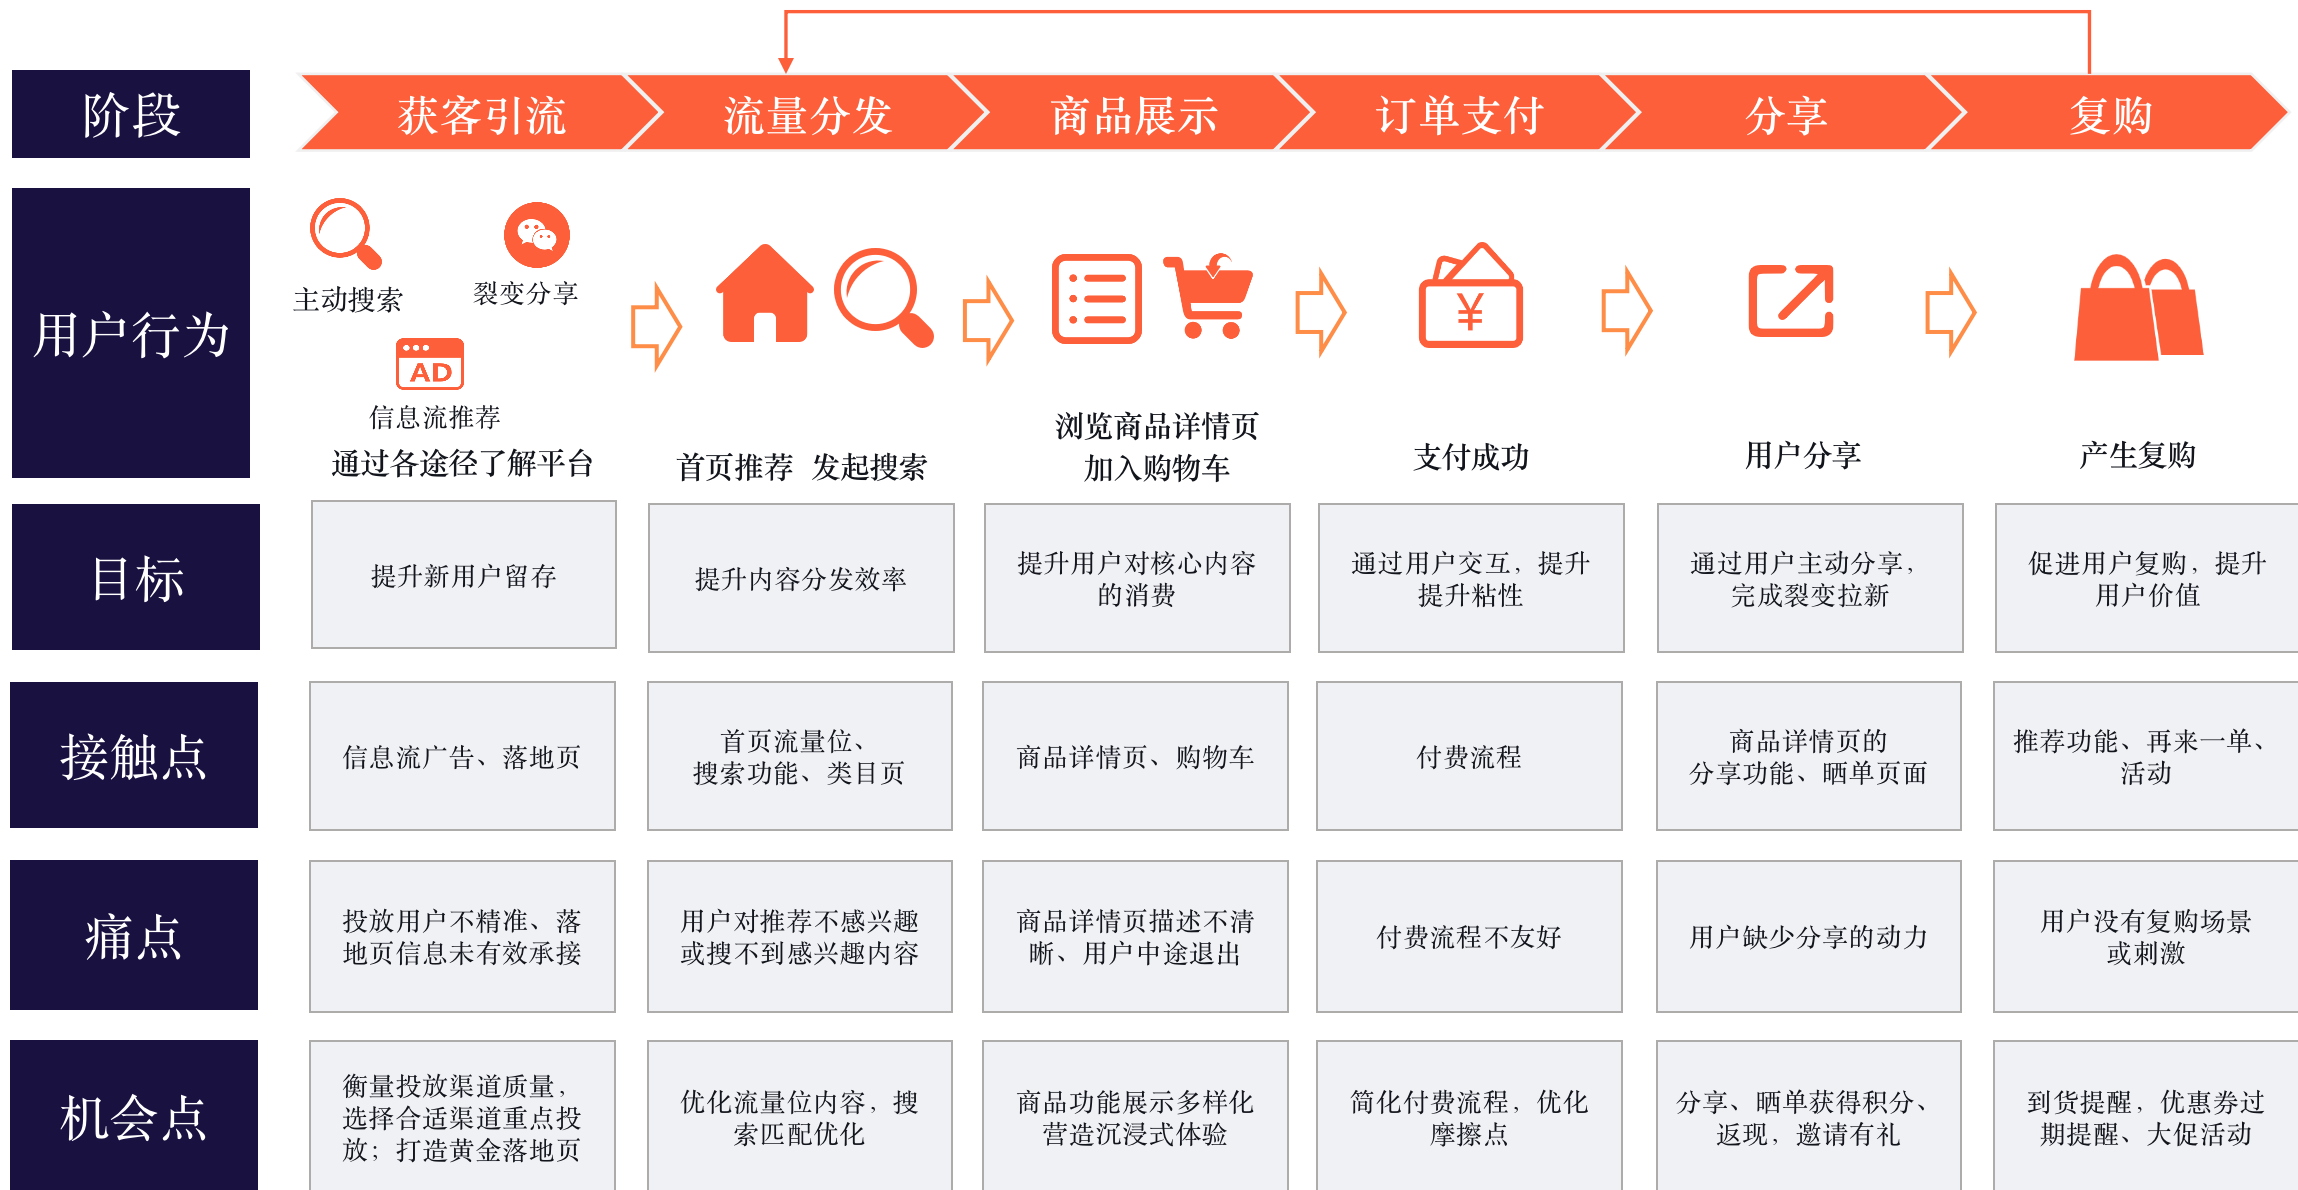 阶段
获客引流
流量分发
商品展示
订单支付
分享
复购
用户行为
主动搜索
裂变分享
AD
信息流推荐
通过各途径了解平台
首页推荐 发起搜索
浏览商品详情页
加入购物车
¥
支付成功
用户分享
产生复购
目标
提升新用户留存
提升内容分发效率
提升用户对核心内容
的消费
通过用户交互，提升
提升粘性
通过用户主动分享，
完成裂变拉新
促进用户复购，提升
用户价值
接触点
信息流广告、落地页
首页流量位、
搜索功能、类目页
商品详情页、购物车
付费流程
商品详情页的
分享功能、晒单页面
推荐功能、再来一单、
活动
痛点
投放用户不精准、落
地页信息未有效承接
用户对推荐不感兴趣
或搜不到感兴趣内容
商品详情页描述不清
晰、用户中途退出
付费流程不友好
用户缺少分享的动力
用户没有复购场景
或刺激
机会点
衡量投放渠道质量，
选择合适渠道重点投
放；打造黄金落地页
优化流量位内容，搜
索匹配优化
商品功能展示多样化
营造沉浸式体验
简化付费流程，优化
摩擦点
分享、晒单获得积分、
返现，邀请有礼
到货提醒，优惠券过
期提醒、大促活动